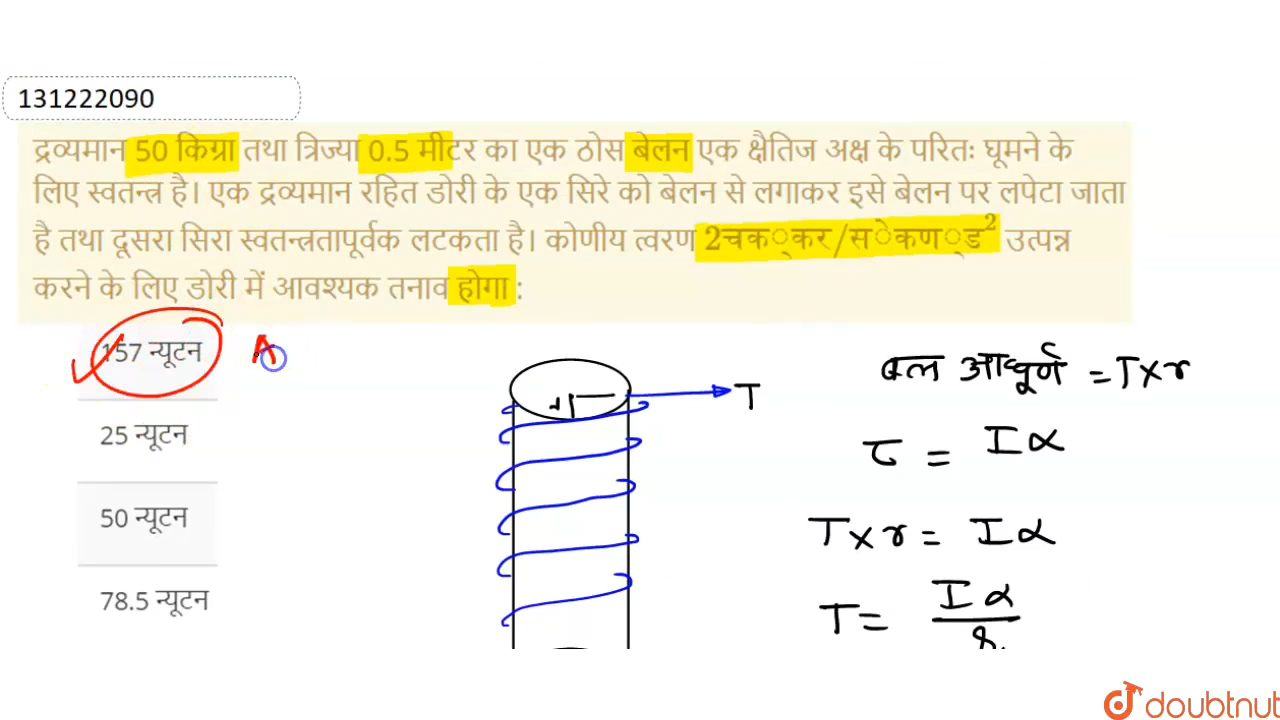 131222090
द्रव्यमान 50 किग्रा तथा त्रिज्या 0.5 मीटर का एक ठोस बेलन एक क्षैतिज अक्ष के परितः घूमने के
लिए स्वतन्त्र है। एक द्रव्यमान रहित डोरी के एक सिरे को बेलन से लगाकर इसे बेलन पर लपेटा जाता
है तथा दूसरा सिरा स्वतन्त्रतापूर्वक लटकता है। कोणीय त्वरण 2चक्कर/सेकण्ड² उत्पन्न
करने के लिए डोरी में आवश्यक तनाव होगा :
157 न्यूटन A
25 न्यूटन
50 न्यूटन
78.5 न्यूटन
T
बल आघूर्ण = T×r
τ = Iα
T×r = Iα
T = Iα
doubtnut